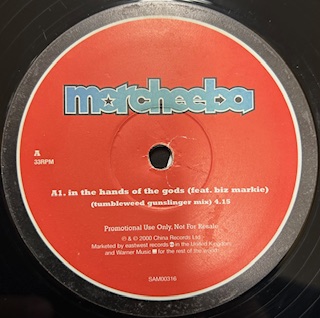 morcheeba
A
33RPM
A1. in the hands of the gods (feat. biz markie)
(tumbleweed gunslinger mix) 4.15
Promotional Use Only, Not For Resale
℗ & © 2000 China Records Ltd
Marketed by eastwest records in the United Kingdom
and Warner Music for the rest of the world
SAM00316